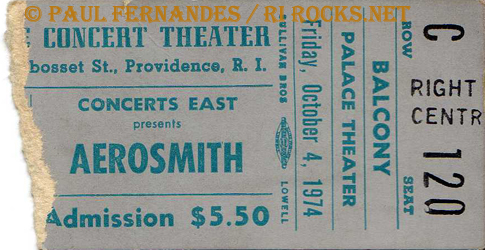 © PAUL FERNANDES / RI.ROCKS.NET
CONCERT THEATER
bosset St., Providence, R. I.
CONCERTS EAST
presents
AEROSMITH
Admission $5.50
SULLIVAN BROS
LOWELL
Friday, October 4, 1974
PALACE THEATER
BALCONY
ROW
SEAT
C
RIGHT
CENTR
120